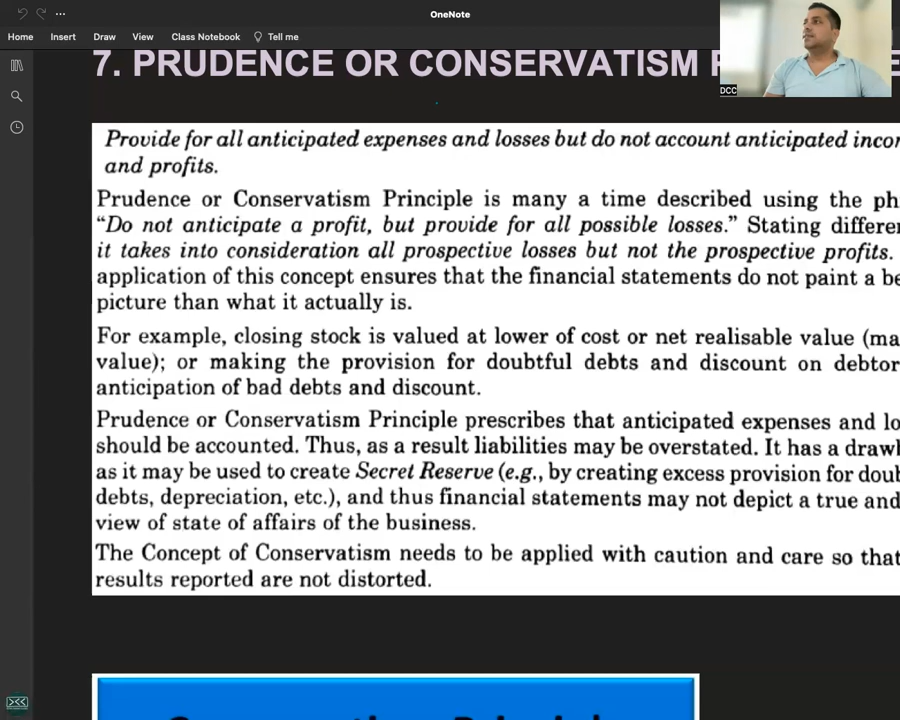 OneNote
Home Insert Draw View Class Notebook Tell me
7. PRUDENCE OR CONSERVATISM
DCC
Provide for all anticipated expenses and losses but do not account anticipated
and profits.
Prudence or Conservatism Principle is many a time described using the
“Do not anticipate a profit, but provide for all possible losses.” Stating
it takes into consideration all prospective losses but not the prospective profits.
application of this concept ensures that the financial statements do not paint a
picture than what it actually is.
For example, closing stock is valued at lower of cost or net realisable value
value); or making the provision for doubtful debts and discount on
anticipation of bad debts and discount.
Prudence or Conservatism Principle prescribes that anticipated expenses and
should be accounted. Thus, as a result liabilities may be overstated. It has a
as it may be used to create Secret Reserve (e.g., by creating excess provision for
debts, depreciation, etc.), and thus financial statements may not depict a true and
view of state of affairs of the business.
The Concept of Conservatism needs to be applied with caution and care so that
results reported are not distorted.